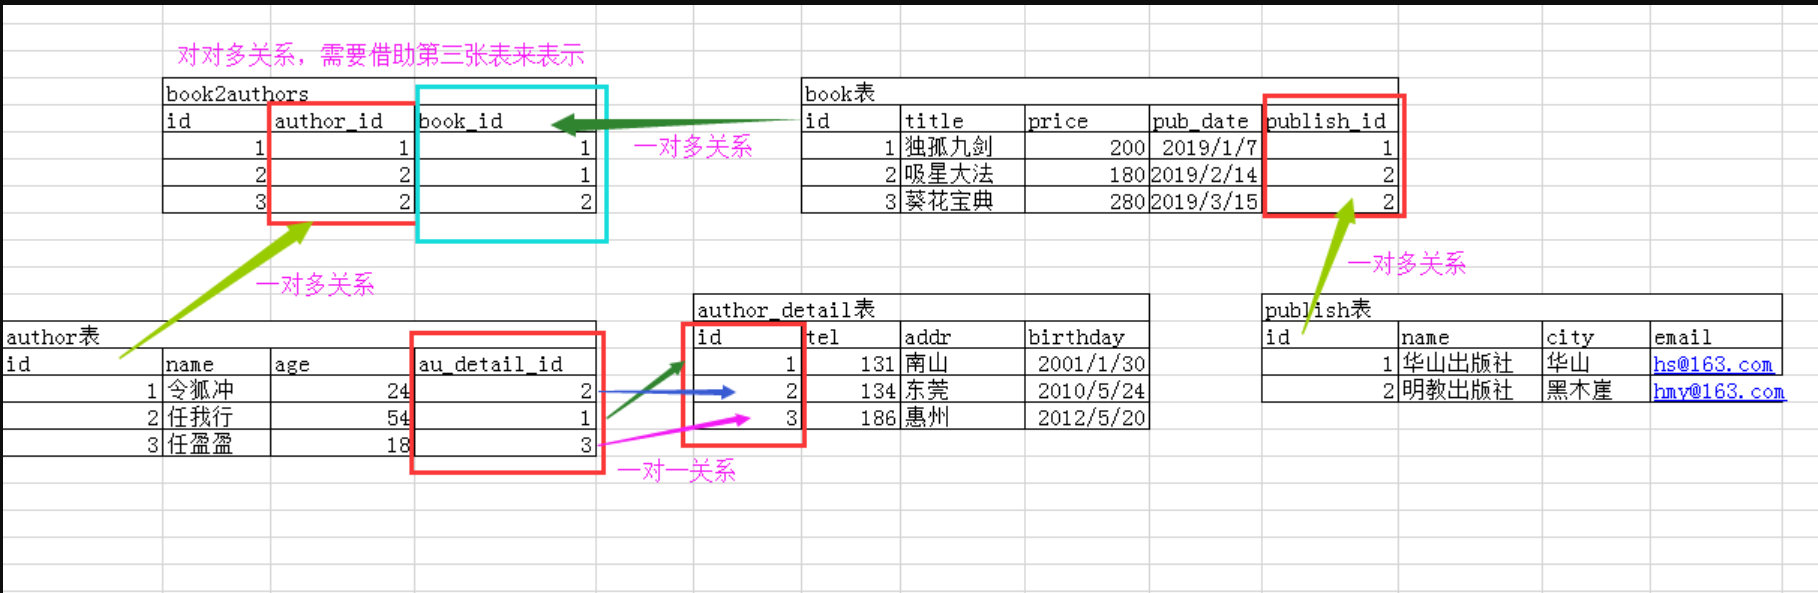 对对多关系，需要借助第三张表来表示
book2authors
id author_id book_id
1 1 1
2 2 1
3 2 2
一对多关系
book表
id title price pub_date publish_id
1 独孤九剑 200 2019/1/7 1
2 吸星大法 180 2019/2/14 2
3 葵花宝典 280 2019/3/15 2
一对多关系
一对多关系
author表
id name age au_detail_id
1 令狐冲 24 2
2 任我行 54 1
3 任盈盈 18 3
一对一关系
author_detail表
id tel addr birthday
1 131 南山 2001/1/30
2 134 东莞 2010/5/24
3 186 惠州 2012/5/20
publish表
id name city email
1 华山出版社 华山 hs@163.com
2 明教出版社 黑木崖 hmy@163.com